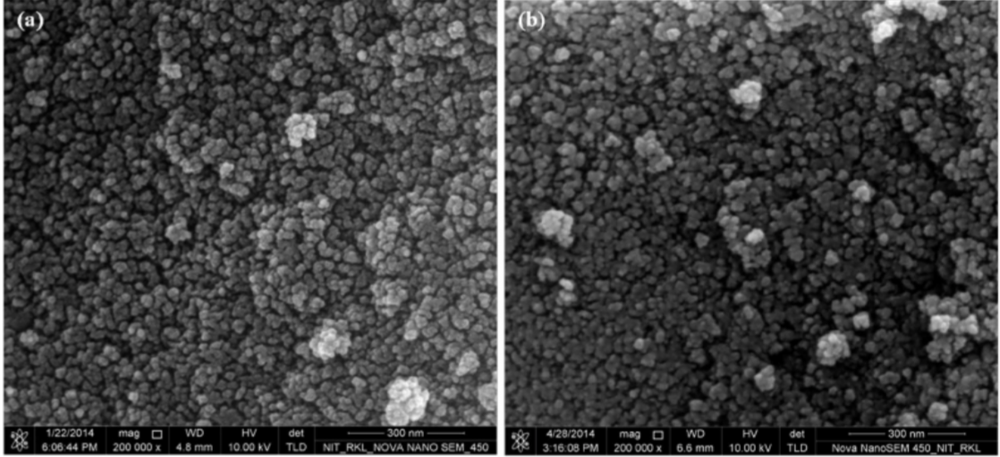 (a)
(b)
1/22/2014 mag WD HV det 300 nm
6:06:44 PM 200 000 x 4.8 mm 10.00 kV TLD NIT_RKL_NOVA NANO SEM_450
4/28/2014 mag WD HV det 300 nm
3:16:08 PM 200 000 x 6.6 mm 10.00 kV TLD Nova NanoSEM 450_NIT_RKL